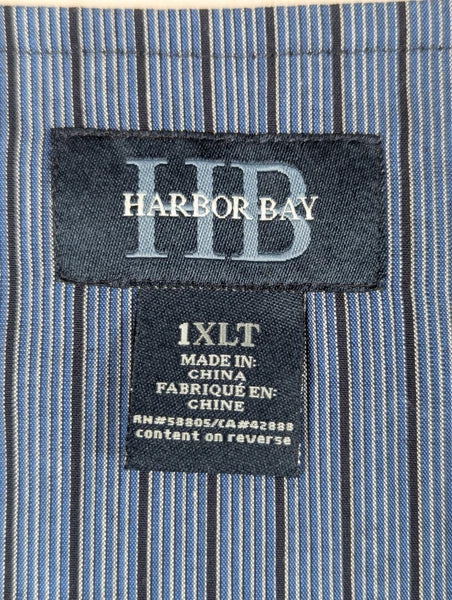 HB
HARBOR BAY
1XLT
MADE IN:
CHINA
FABRIQUÉ EN:
CHINE
RN#58805/CA#42888
content on reverse